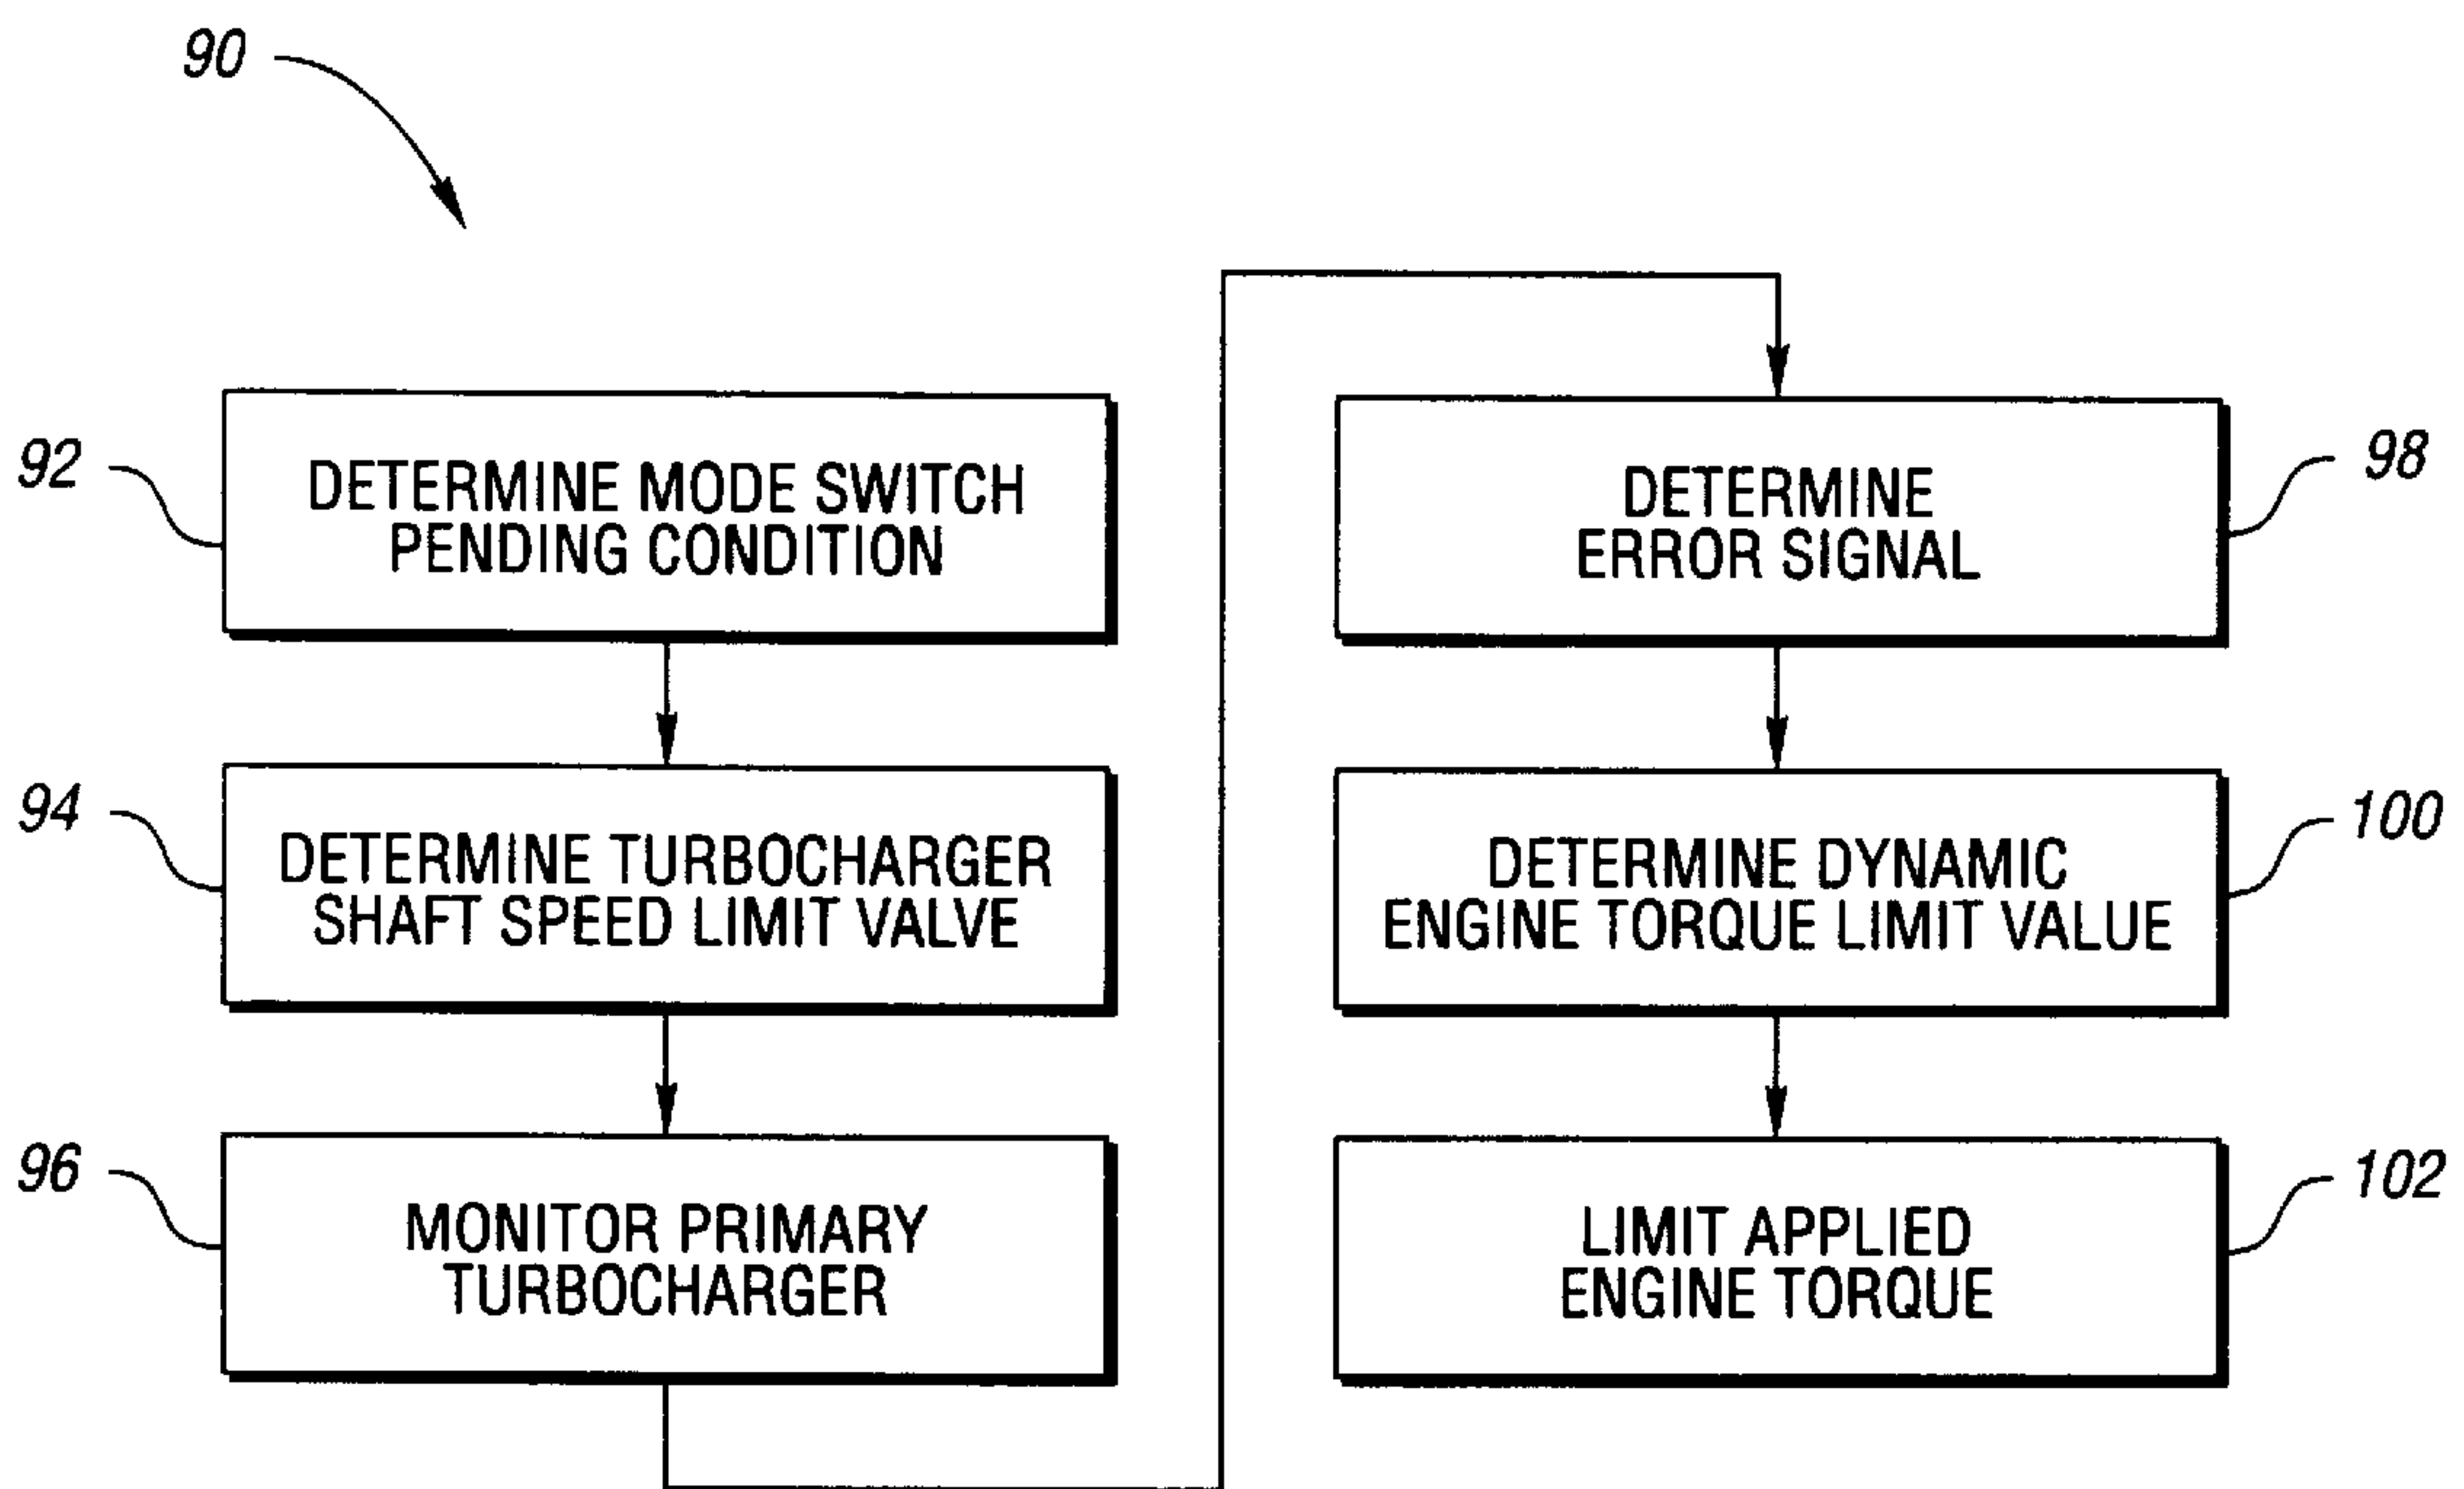 90
92
DETERMINE MODE SWITCH
PENDING CONDITION
94
DETERMINE TURBOCHARGER
SHAFT SPEED LIMIT VALVE
96
MONITOR PRIMARY
TURBOCHARGER
98
DETERMINE
ERROR SIGNAL
100
DETERMINE DYNAMIC
ENGINE TORQUE LIMIT VALUE
102
LIMIT APPLIED
ENGINE TORQUE